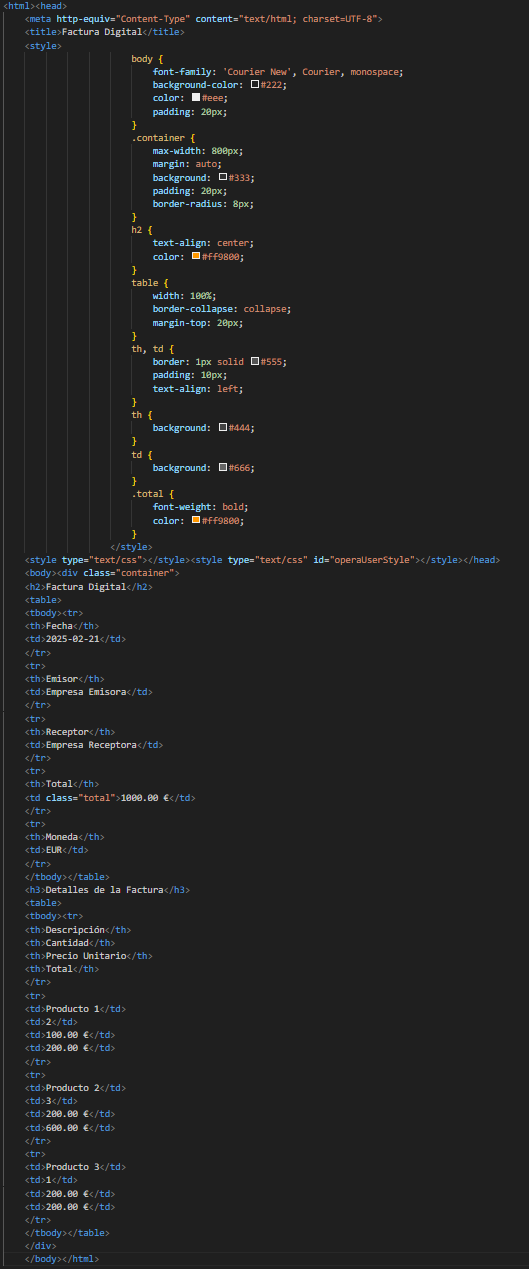 <html><head>
<meta http-equiv="Content-Type" content="text/html; charset=UTF-8">
<title>Factura Digital</title>
<style>
body {
font-family: 'Courier New', Courier, monospace;
background-color: #222;
color: #eee;
padding: 20px;
}
.container {
max-width: 800px;
margin: auto;
background: #333;
padding: 20px;
border-radius: 8px;
}
h2 {
text-align: center;
color: #ff9800;
}
table {
width: 100%;
border-collapse: collapse;
margin-top: 20px;
}
th, td {
border: 1px solid #555;
padding: 10px;
text-align: left;
}
th {
background: #444;
}
td {
background: #666;
}
.total {
font-weight: bold;
color: #ff9800;
}
</style>
<style type="text/css"></style><style type="text/css" id="operaUserStyle"></style></head>
<body><div class="container">
<h2>Factura Digital</h2>
<table>
<tbody><tr>
<th>Fecha</th>
<td>2025-02-21</td>
</tr>
<tr>
<th>Emisor</th>
<td>Empresa Emisora</td>
</tr>
<tr>
<th>Receptor</th>
<td>Empresa Receptora</td>
</tr>
<tr>
<th>Total</th>
<td class="total">1000.00 €</td>
</tr>
<tr>
<th>Moneda</th>
<td>EUR</td>
</tr>
</tbody></table>
<h3>Detalles de la Factura</h3>
<table>
<tbody><tr>
<th>Descripción</th>
<th>Cantidad</th>
<th>Precio Unitario</th>
<th>Total</th>
</tr>
<tr>
<td>Producto 1</td>
<td>2</td>
<td>100.00 €</td>
<td>200.00 €</td>
</tr>
<tr>
<td>Producto 2</td>
<td>3</td>
<td>200.00 €</td>
<td>600.00 €</td>
</tr>
<tr>
<td>Producto 3</td>
<td>1</td>
<td>200.00 €</td>
<td>200.00 €</td>
</tr>
</tbody></table>
</div>
</body></html>